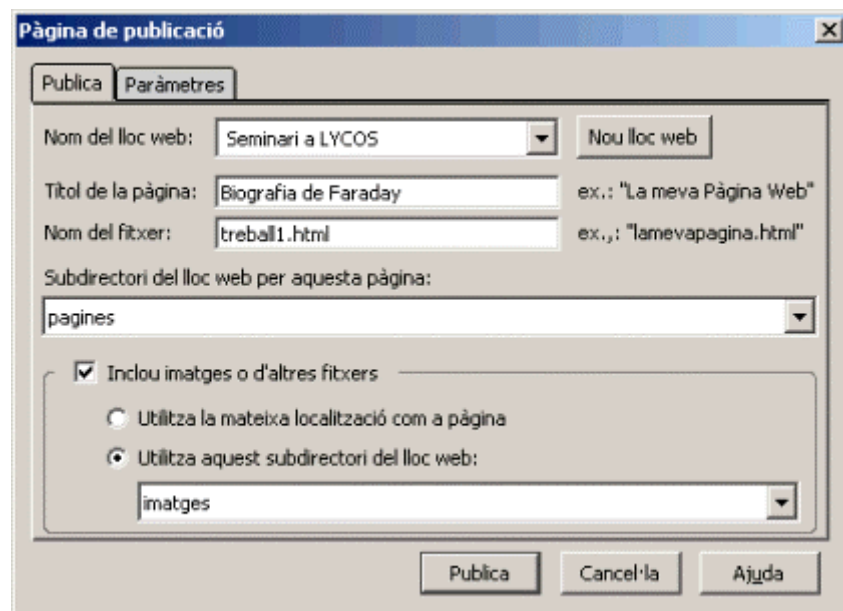 Pàgina de publicació
Publica Paràmetres
Nom del lloc web: Seminari a LYCOS Nou lloc web
Títol de la pàgina: Biografia de Faraday ex.: "La meva Pàgina Web"
Nom del fitxer: treball1.html ex.,: "lamevapagina.html"
Subdirectori del lloc web per aquesta pàgina:
pagines
Inclou imatges o d'altres fitxers
Utilitza la mateixa localització com a pàgina
Utilitza aquest subdirectori del lloc web:
imatges
Publica Cancel·la Ajuda